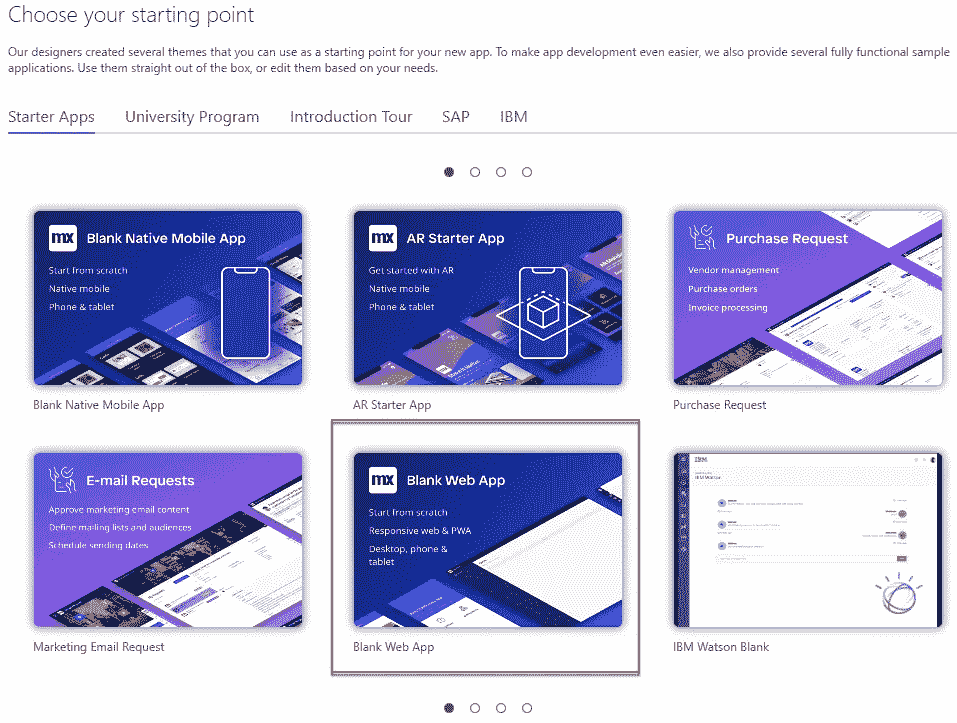 Choose your starting point
Our designers created several themes that you can use as a starting point for your new app. To make app development even easier, we also provide several fully functional sample
applications. Use them straight out of the box, or edit them based on your needs.
Starter Apps University Program Introduction Tour SAP IBM
mx Blank Native Mobile App
Start from scratch
Native mobile
Phone & tablet
Blank Native Mobile App
mx AR Starter App
Get started with AR
Native mobile
Phone & tablet
AR Starter App
Purchase Request
Vendor management
Purchase orders
Invoice processing
Purchase Request
E-mail Requests
Approve marketing email content
Define mailing lists and audiences
Schedule sending dates
Marketing Email Request
mx Blank Web App
Start from scratch
Responsive web & PWA
Desktop, phone &
tablet
Blank Web App
IBM
IBM Watson
IBM Watson Blank